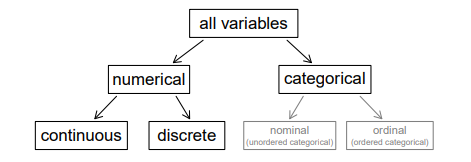 all variables
numerical
categorical
continuous
discrete
nominal
(unordered categorical)
ordinal
(ordered categorical)